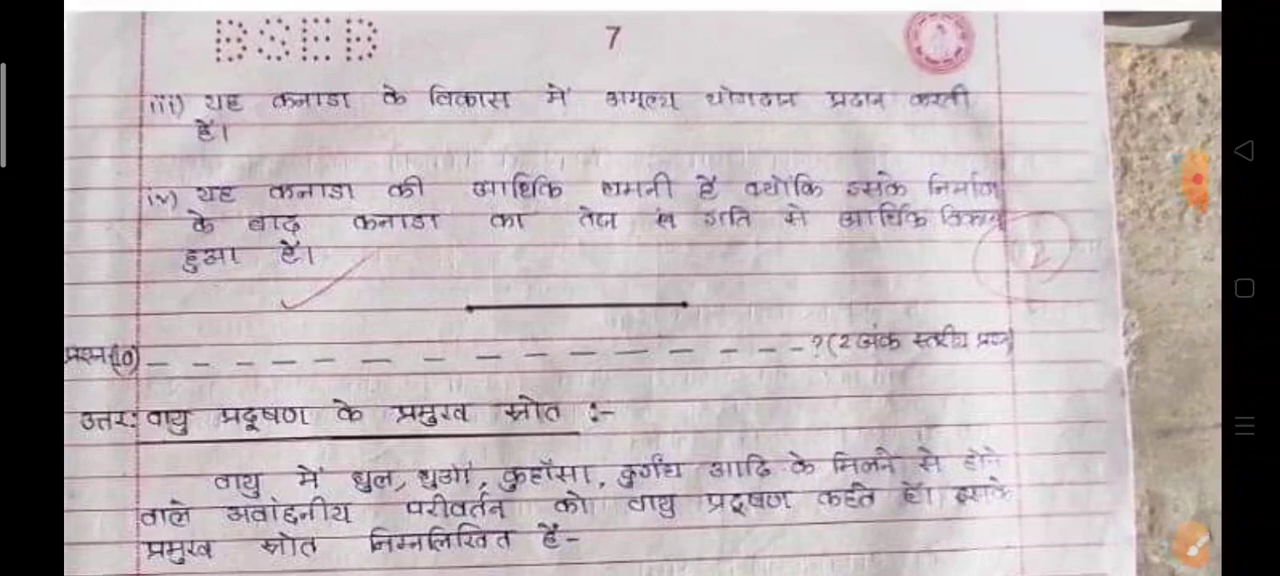 BSEB
7
iii) यह कनाडा के विकास में अमूल्य योगदान प्रदान करती
है।
iv) यह कनाडा की आर्थिक धमनी है क्योंकि इसके निर्माण
के बाद कनाडा का तेज गति से आर्थिक विकास
हुआ है।
2
प्रश्न(10) — — — — — — — — — — — — — —?(2 अंक स्तरीय प्रश्न)
उत्तर: वायु प्रदूषण के प्रमुख स्रोत :-
वायु में धुल, धुआँ, कुहाँसा, दुर्गंध आदि के मिलने से होने
वाले अवांछनीय परीवर्तन को वायु प्रदूषण कहते हैं। इसके
प्रमुख स्रोत निम्नलिखित हैं-